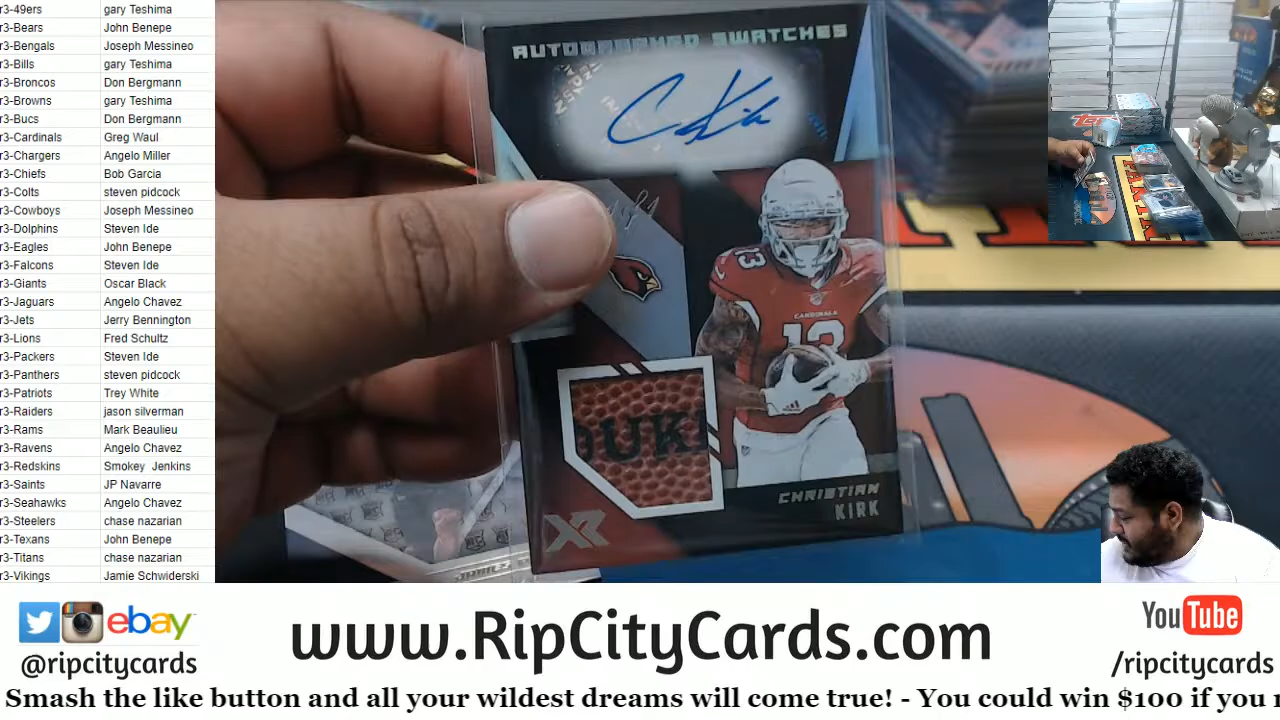 r3-49ers gary Teshima
r3-Bears John Benepe
r3-Bengals Joseph Messineo
r3-Bills gary Teshima
r3-Broncos Don Bergmann
r3-Browns gary Teshima
r3-Bucs Don Bergmann
r3-Cardinals Greg Waul
r3-Chargers Angelo Miller
r3-Chiefs Bob Garcia
r3-Colts steven pidcock
r3-Cowboys Joseph Messineo
r3-Dolphins Steven Ide
r3-Eagles John Benepe
r3-Falcons Steven Ide
r3-Giants Oscar Black
r3-Jaguars Angelo Chavez
r3-Jets Jerry Bennington
r3-Lions Fred Schultz
r3-Packers Steven Ide
r3-Panthers steven pidcock
r3-Patriots Trey White
r3-Raiders jason silverman
r3-Rams Mark Beaulieu
r3-Ravens Angelo Chavez
r3-Redskins Smokey Jenkins
r3-Saints JP Navarre
r3-Seahawks Angelo Chavez
r3-Steelers chase nazarian
r3-Texans John Benepe
r3-Titans chase nazarian
r3-Vikings Jamie Schwiderski
AUTOGRAPHED SWATCHES
13
CARDINALS
13
DUK
CHRISTIAN
KIRK
XR
PANINI
ebay
@ripcitycards
www.RipCityCards.com
YouTube
/ripcitycards
Smash the like button and all your wildest dreams will come true! - You could win $100 if you